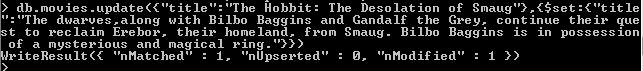 > db.movies.update({"title":"The Hobbit: The Desolation of Smaug"},{$set:{"title
":"The dwarves,along with Bilbo Baggins and Gandalf the Grey, continue their que
st to reclaim Erebor, their homeland, from Smaug. Bilbo Baggins is in possession
 of a mysterious and magical ring."}})
WriteResult({ "nMatched" : 1, "nUpserted" : 0, "nModified" : 1 })
>